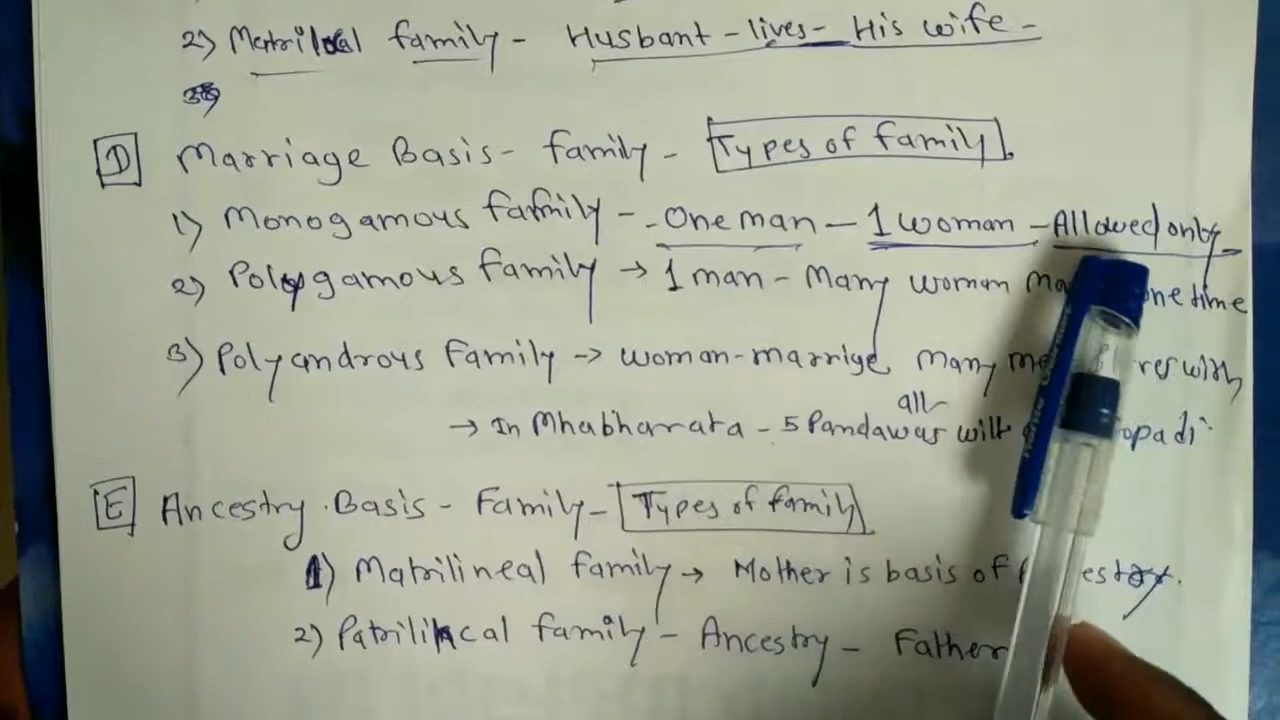 2) Matrilocal family - Husbant - lives - His wife -
D Marriage Basis - family - Types of family
1) Monogamous family - - One man - 1 woman - Allowed only
2) Polygamous family → 1 man - Many woman time
3) Polyandrous Family → woman - marrige many with
all
→ In Mhabharata - 5 Pandawas with
E Ancestry Basis - Family - Types of family
1) Matrilineal family → Mother is basis of
2) Patrilineal family - Ancestry - Father